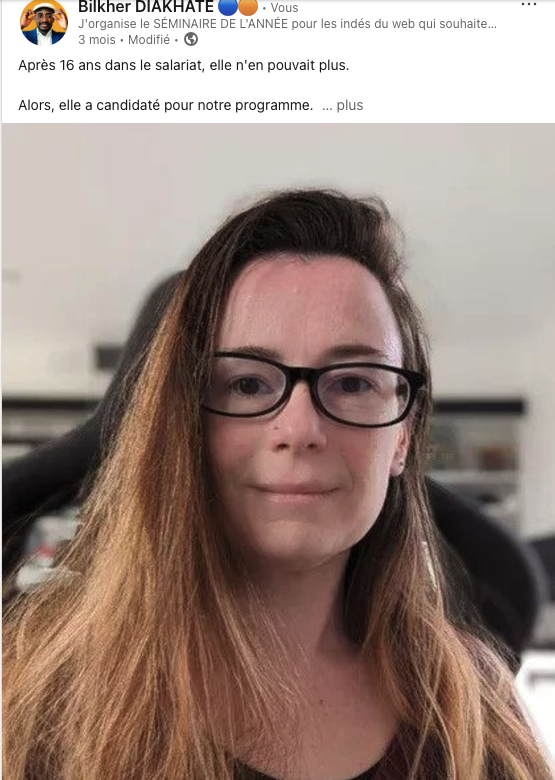 Bilkher DIAKHATE 🔵🟠 • Vous
J'organise le SÉMINAIRE DE L'ANNÉE pour les indés du web qui souhaite...
3 mois • Modifié •
Après 16 ans dans le salariat, elle n'en pouvait plus.
Alors, elle a candidaté pour notre programme. ... plus